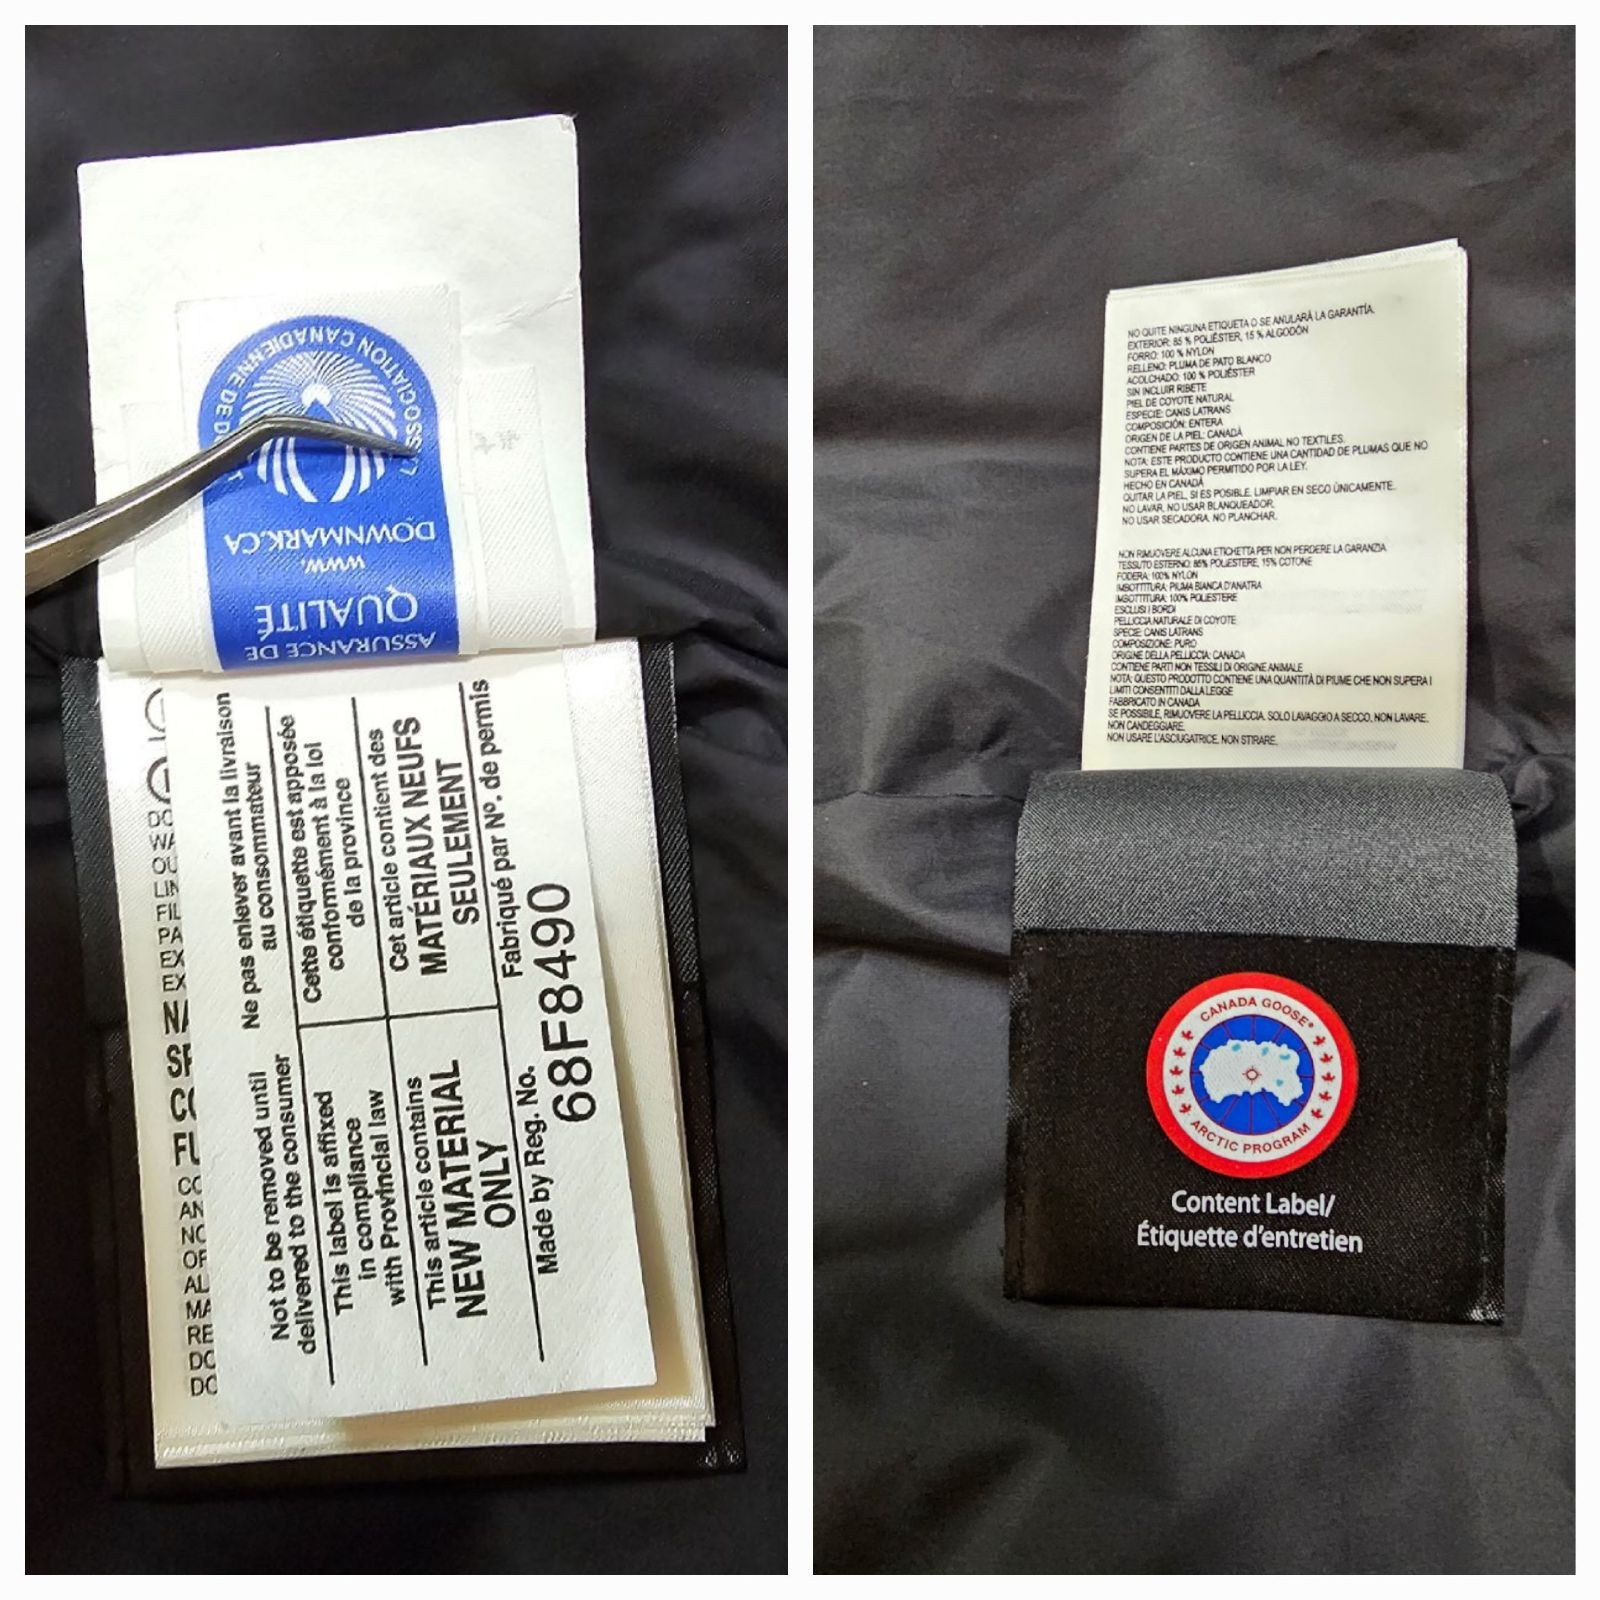 ASSOCIATION CANADIENNE DE
WWW.
DOWNMARK.CA
ASSURANCE DE
QUALITÉ
Ne pas enlever avant la livraison
au consommateur
Cette étiquette est apposée
conformément à la loi
de la province
Cet article contient des
MATÉRIAUX NEUFS
SEULEMENT
Fabriqué par Nº. de permis
Not to be removed until
delivered to the consumer
This label is affixed
in compliance
with Provincial law
This article contains
NEW MATERIAL
ONLY
Made by Reg. No.
68F8490
NO QUITE NINGUNA ETIQUETA O SE ANULARÁ LA GARANTÍA.
EXTERIOR: 85 % POLIÉSTER, 15 % ALGODÓN
FORRO: 100 % NYLON
RELLENO: PLUMA DE PATO BLANCO
ACOLCHADO: 100 % POLIÉSTER
SIN INCLUIR RIBETE
PIEL DE COYOTE NATURAL
ESPECIE: CANIS LATRANS
COMPOSICIÓN: ENTERA
ORIGEN DE LA PIEL: CANADÁ
CONTIENE PARTES DE ORIGEN ANIMAL NO TEXTILES.
NOTA: ESTE PRODUCTO CONTIENE UNA CANTIDAD DE PLUMAS QUE NO
SUPERA EL MÁXIMO PERMITIDO POR LA LEY.
HECHO EN CANADÁ
QUITAR LA PIEL, SI ES POSIBLE. LIMPIAR EN SECO ÚNICAMENTE.
NO LAVAR. NO USAR BLANQUEADOR.
NO USAR SECADORA. NO PLANCHAR.
NON RIMUOVERE ALCUNA ETICHETTA PER NON PERDERE LA GARANZIA
TESSUTO ESTERNO: 85% POLIESTERE, 15% COTONE
FODERA: 100% NYLON
IMBOTTITURA: PIUMA BIANCA D'ANATRA
IMBOTTITURA: 100% POLIESTERE
ESCLUSI I BORDI
PELLICCIA NATURALE DI COYOTE
SPECIE: CANIS LATRANS
COMPOSIZIONE: PURO
ORIGINE DELLA PELLICCIA: CANADA
CONTIENE PARTI NON TESSILI DI ORIGINE ANIMALE
NOTA: QUESTO PRODOTTO CONTIENE UNA QUANTITÀ DI PIUME CHE NON SUPERA I
LIMITI CONSENTITI DALLA LEGGE
FABBRICATO IN CANADA
SE POSSIBILE, RIMUOVERE LA PELLICCIA. SOLO LAVAGGIO A SECCO, NON LAVARE.
NON CANDEGGIARE.
NON USARE L'ASCIUGATRICE, NON STIRARE.
CANADA GOOSE®
ARCTIC PROGRAM
Content Label/
Étiquette d'entretien